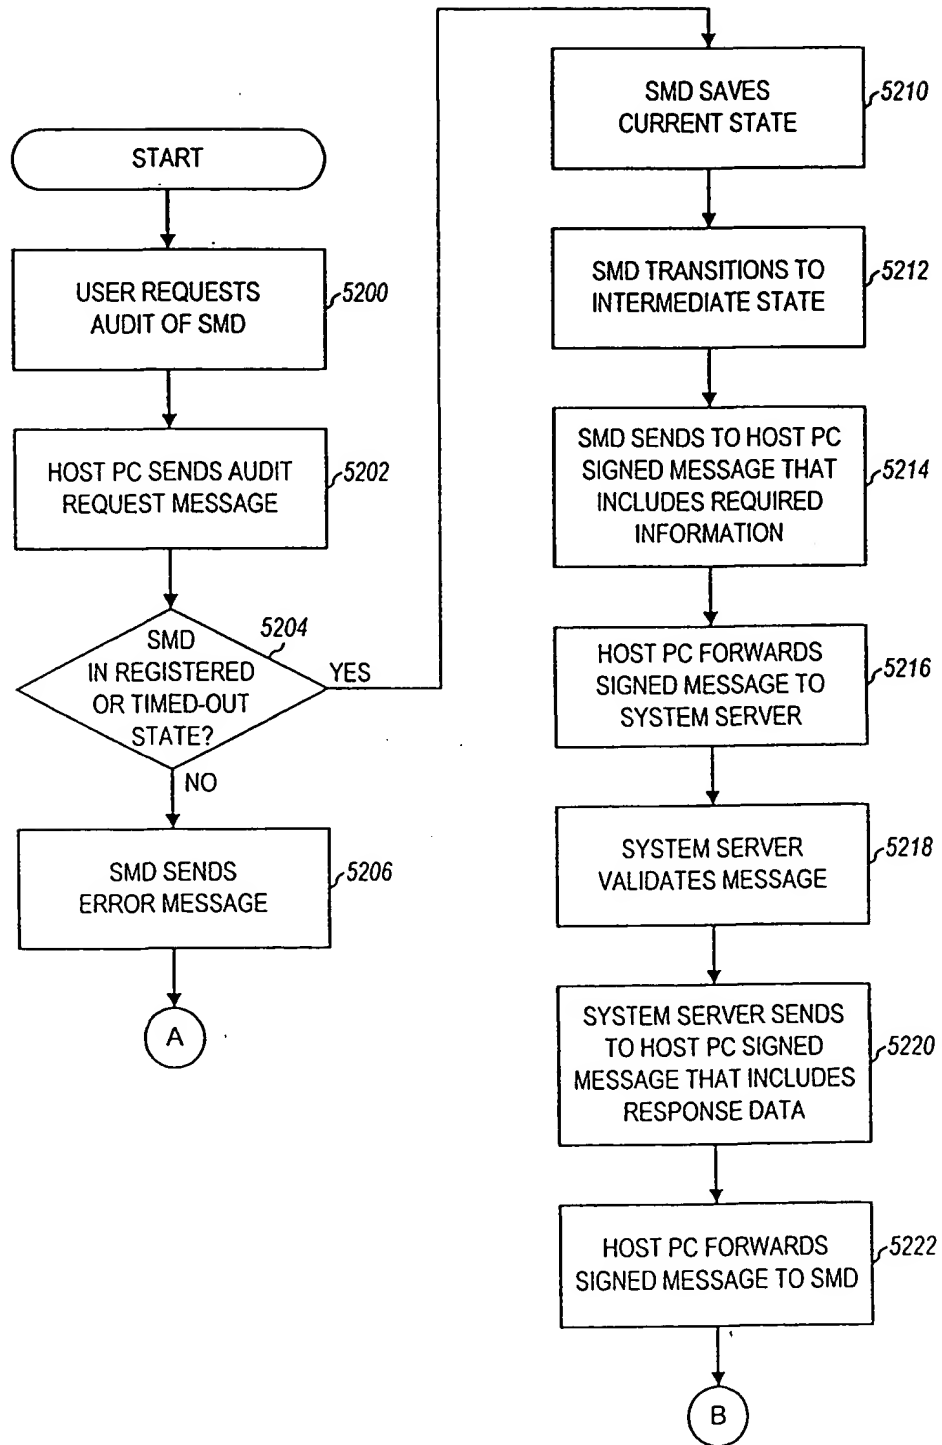 START
USER REQUESTS
AUDIT OF SMD
5200
HOST PC SENDS AUDIT
REQUEST MESSAGE
5202
SMD
IN REGISTERED
OR TIMED-OUT
STATE?
5204
YES
NO
SMD SENDS
ERROR MESSAGE
5206
A
SMD SAVES
CURRENT STATE
5210
SMD TRANSITIONS TO
INTERMEDIATE STATE
5212
SMD SENDS TO HOST PC
SIGNED MESSAGE THAT
INCLUDES REQUIRED
INFORMATION
5214
HOST PC FORWARDS
SIGNED MESSAGE TO
SYSTEM SERVER
5216
SYSTEM SERVER
VALIDATES MESSAGE
5218
SYSTEM SERVER SENDS
TO HOST PC SIGNED
MESSAGE THAT INCLUDES
RESPONSE DATA
5220
HOST PC FORWARDS
SIGNED MESSAGE TO SMD
5222
B